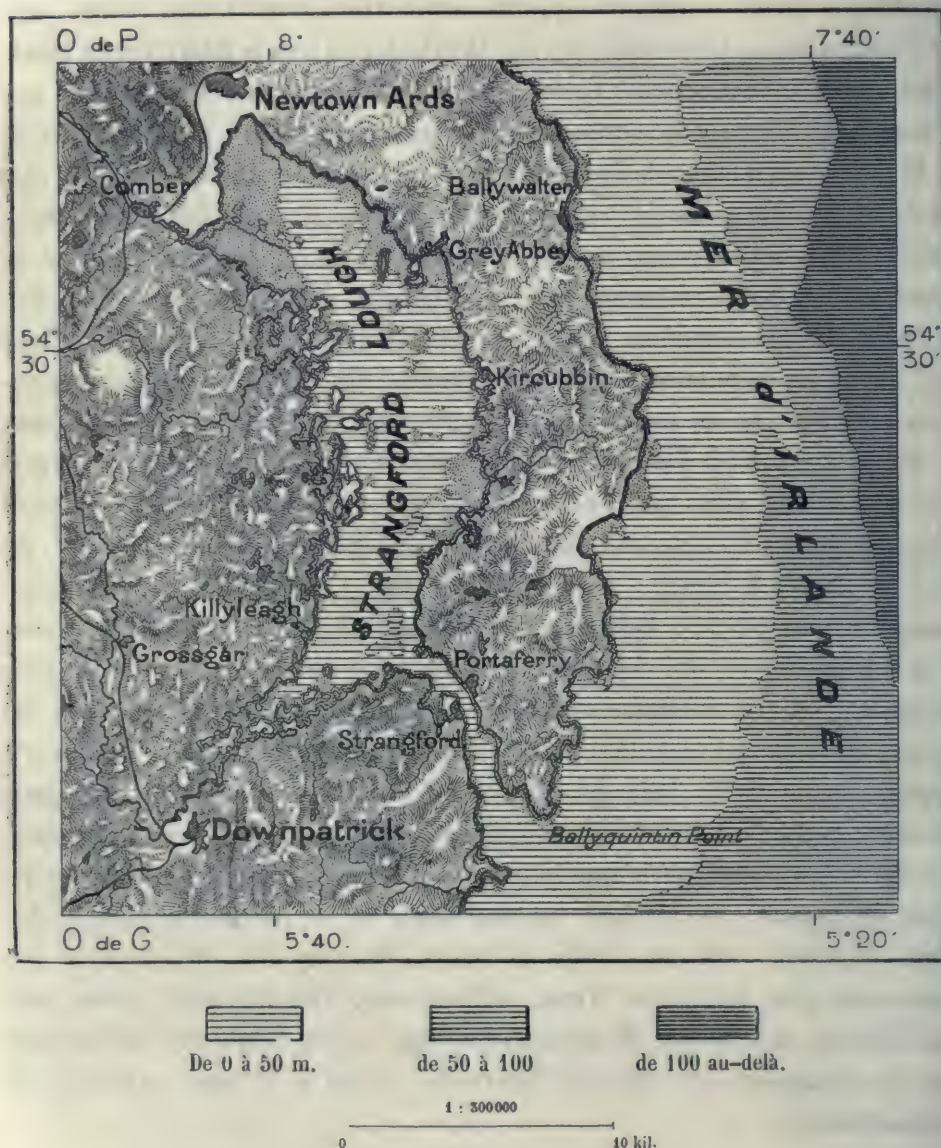 O de P 8° 7°40'
Newtown Ards
Comber
Ballywalter
GreyAbbey
54° 30'
54° 30'
Kircubbin
STRANGFORD LOUGH
MER d'IRLANDE
Killyleagh
Grossgar
Portaferry
Strangford
Downpatrick
Ballyquintin Point
O de G 5°40'. 5°20'
De 0 à 50 m. de 50 à 100 de 100 au-delà.
1 : 300000
0 10 kil.